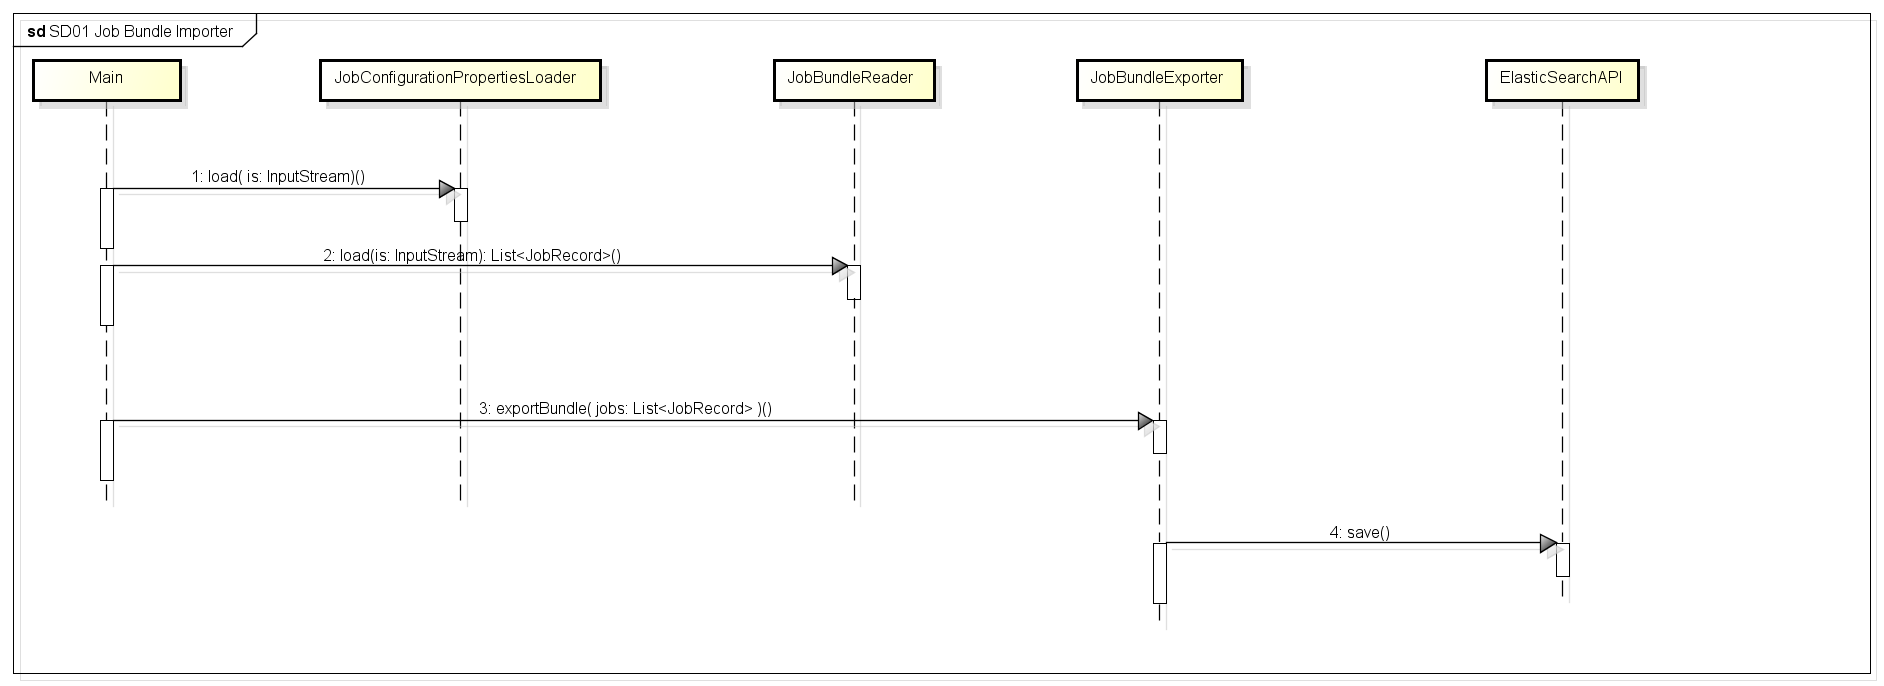 sd SD01 Job Bundle Importer
Main
JobConfigurationPropertiesLoader
JobBundleReader
JobBundleExporter
ElasticSearchAPI
1: load( is: InputStream)()
2: load(is: InputStream): List<JobRecord>()
3: exportBundle( jobs: List<JobRecord> )()
4: save()